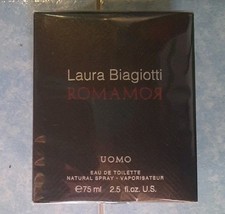 Laura Biagiotti
ROMAMOR
UOMO
EAU DE TOILETTE
NATURAL SPRAY - VAPORISATEUR
℮75 ml 2.5 fl.oz. U.S.